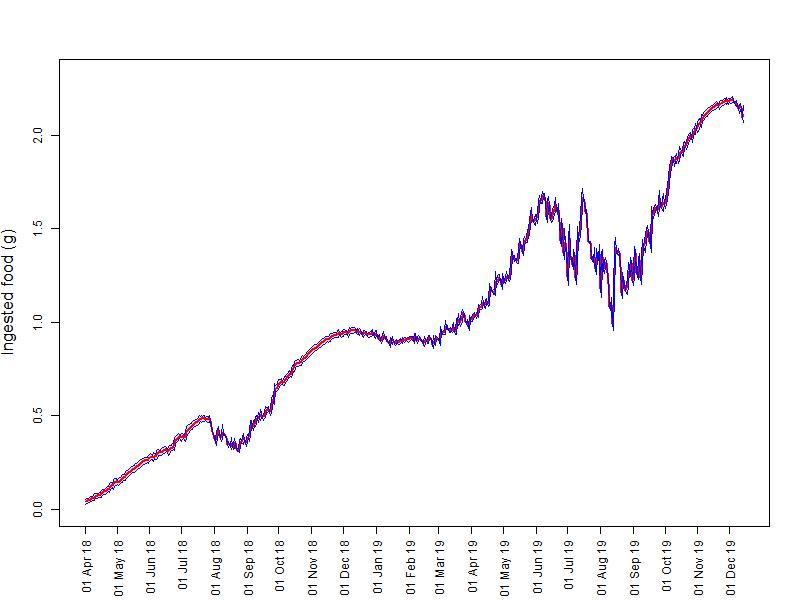 Ingested food (g)
2.0
1.5
1.0
0.5
0.0
01 Apr 18
01 May 18
01 Jun 18
01 Jul 18
01 Aug 18
01 Sep 18
01 Oct 18
01 Nov 18
01 Dec 18
01 Jan 19
01 Feb 19
01 Mar 19
01 Apr 19
01 May 19
01 Jun 19
01 Jul 19
01 Aug 19
01 Sep 19
01 Oct 19
01 Nov 19
01 Dec 19